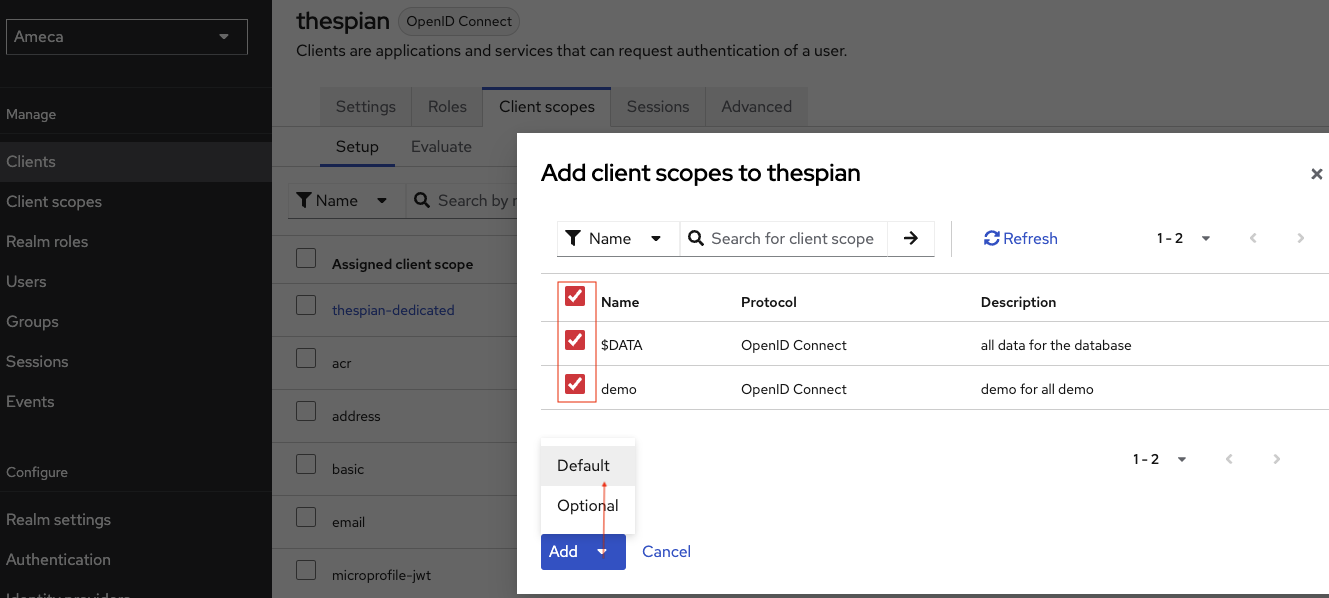 Ameca
Manage
Clients
Client scopes
Realm roles
Users
Groups
Sessions
Events
Configure
Realm settings
Authentication
thespian OpenID Connect
Clients are applications and services that can request authentication of a user.
Settings Roles Client scopes Sessions Advanced
Setup Evaluate
Name Search by
Assigned client scope
thespian-dedicated
acr
address
basic
email
microprofile-jwt
Add client scopes to thespian
Name Search for client scope Refresh 1 - 2
Name Protocol Description
$DATA OpenID Connect all data for the database
demo OpenID Connect demo for all demo
1 - 2
Default
Optional
Add Cancel